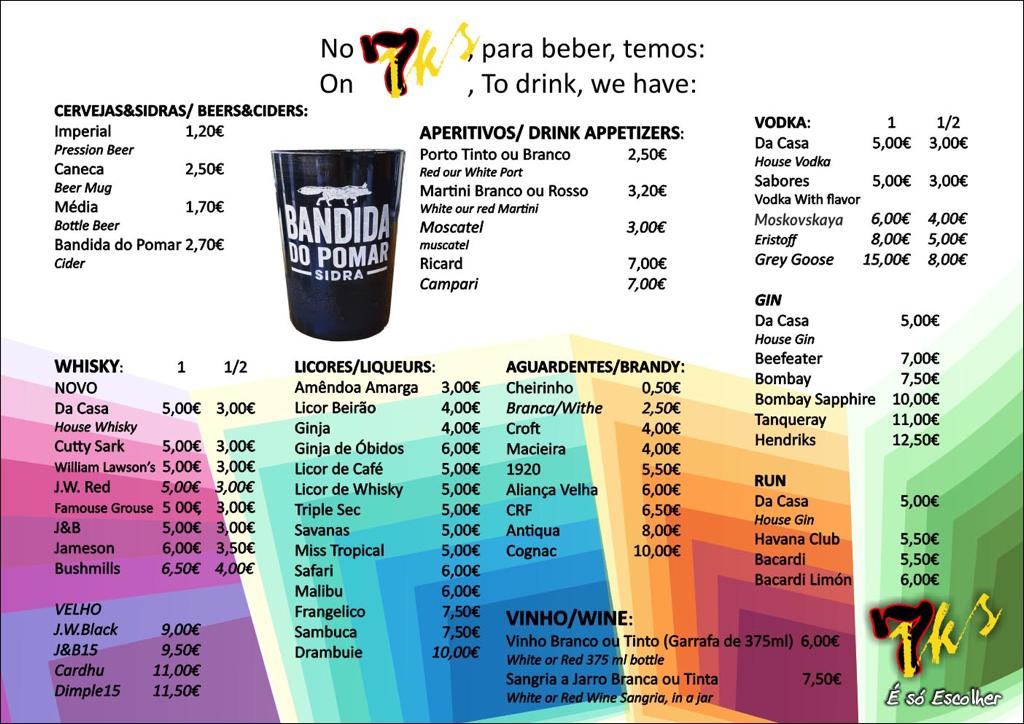 No 7 1ks, para beber, temos:
On , To drink, we have:
CERVEJAS&SIDRAS/ BEERS&CIDERS:
Imperial 1,20€
Pression Beer
Caneca 2,50€
Beer Mug
Média 1,70€
Bottle Beer
Bandida do Pomar 2,70€
Cider
BANDIDA
DO POMAR
SIDRA
APERITIVOS/ DRINK APPETIZERS:
Porto Tinto ou Branco 2,50€
Red our White Port
Martini Branco ou Rosso 3,20€
White our red Martini
Moscatel 3,00€
muscatel
Ricard 7,00€
Campari 7,00€
VODKA: 1 1/2
Da Casa 5,00€ 3,00€
House Vodka
Sabores 5,00€ 3,00€
Vodka With flavor
Moskovskaya 6,00€ 4,00€
Eristoff 8,00€ 5,00€
Grey Goose 15,00€ 8,00€
GIN
Da Casa 5,00€
House Gin
Beefeater 7,00€
Bombay 7,50€
Bombay Sapphire 10,00€
Tanqueray 11,00€
Hendriks 12,50€
RUN
Da Casa 5,00€
House Gin
Havana Club 5,50€
Bacardi 5,50€
Bacardi Limón 6,00€
WHISKY: 1 1/2
NOVO
Da Casa 5,00€ 3,00€
House Whisky
Cutty Sark 5,00€ 3,00€
William Lawson's 5,00€ 3,00€
J.W. Red 5,00€ 3,00€
Famouse Grouse 5 00€ 3,00€
J&B 5,00€ 3,00€
Jameson 6,00€ 3,50€
Bushmills 6,50€ 4,00€
VELHO
J.W.Black 9,00€
J&B15 9,50€
Cardhu 11,00€
Dimple15 11,50€
LICORES/LIQUEURS:
Amêndoa Amarga 3,00€
Licor Beirão 4,00€
Ginja 4,00€
Ginja de Óbidos 6,00€
Licor de Café 5,00€
Licor de Whisky 5,00€
Triple Sec 5,00€
Savanas 5,00€
Miss Tropical 5,00€
Safari 6,00€
Malibu 6,00€
Frangelico 7,50€
Sambuca 7,50€
Drambuie 10,00€
AGUARDENTES/BRANDY:
Cheirinho 0,50€
Branca/Withe 2,50€
Croft 4,00€
Macieira 4,00€
1920 5,50€
Aliança Velha 6,00€
CRF 6,50€
Antiqua 8,00€
Cognac 10,00€
VINHO/WINE:
Vinho Branco ou Tinto (Garrafa de 375ml) 6,00€
White or Red 375 ml bottle
Sangria a Jarro Branca ou Tinta 7,50€
White or Red Wine Sangria, in a jar
7 1ks
É só Escolher